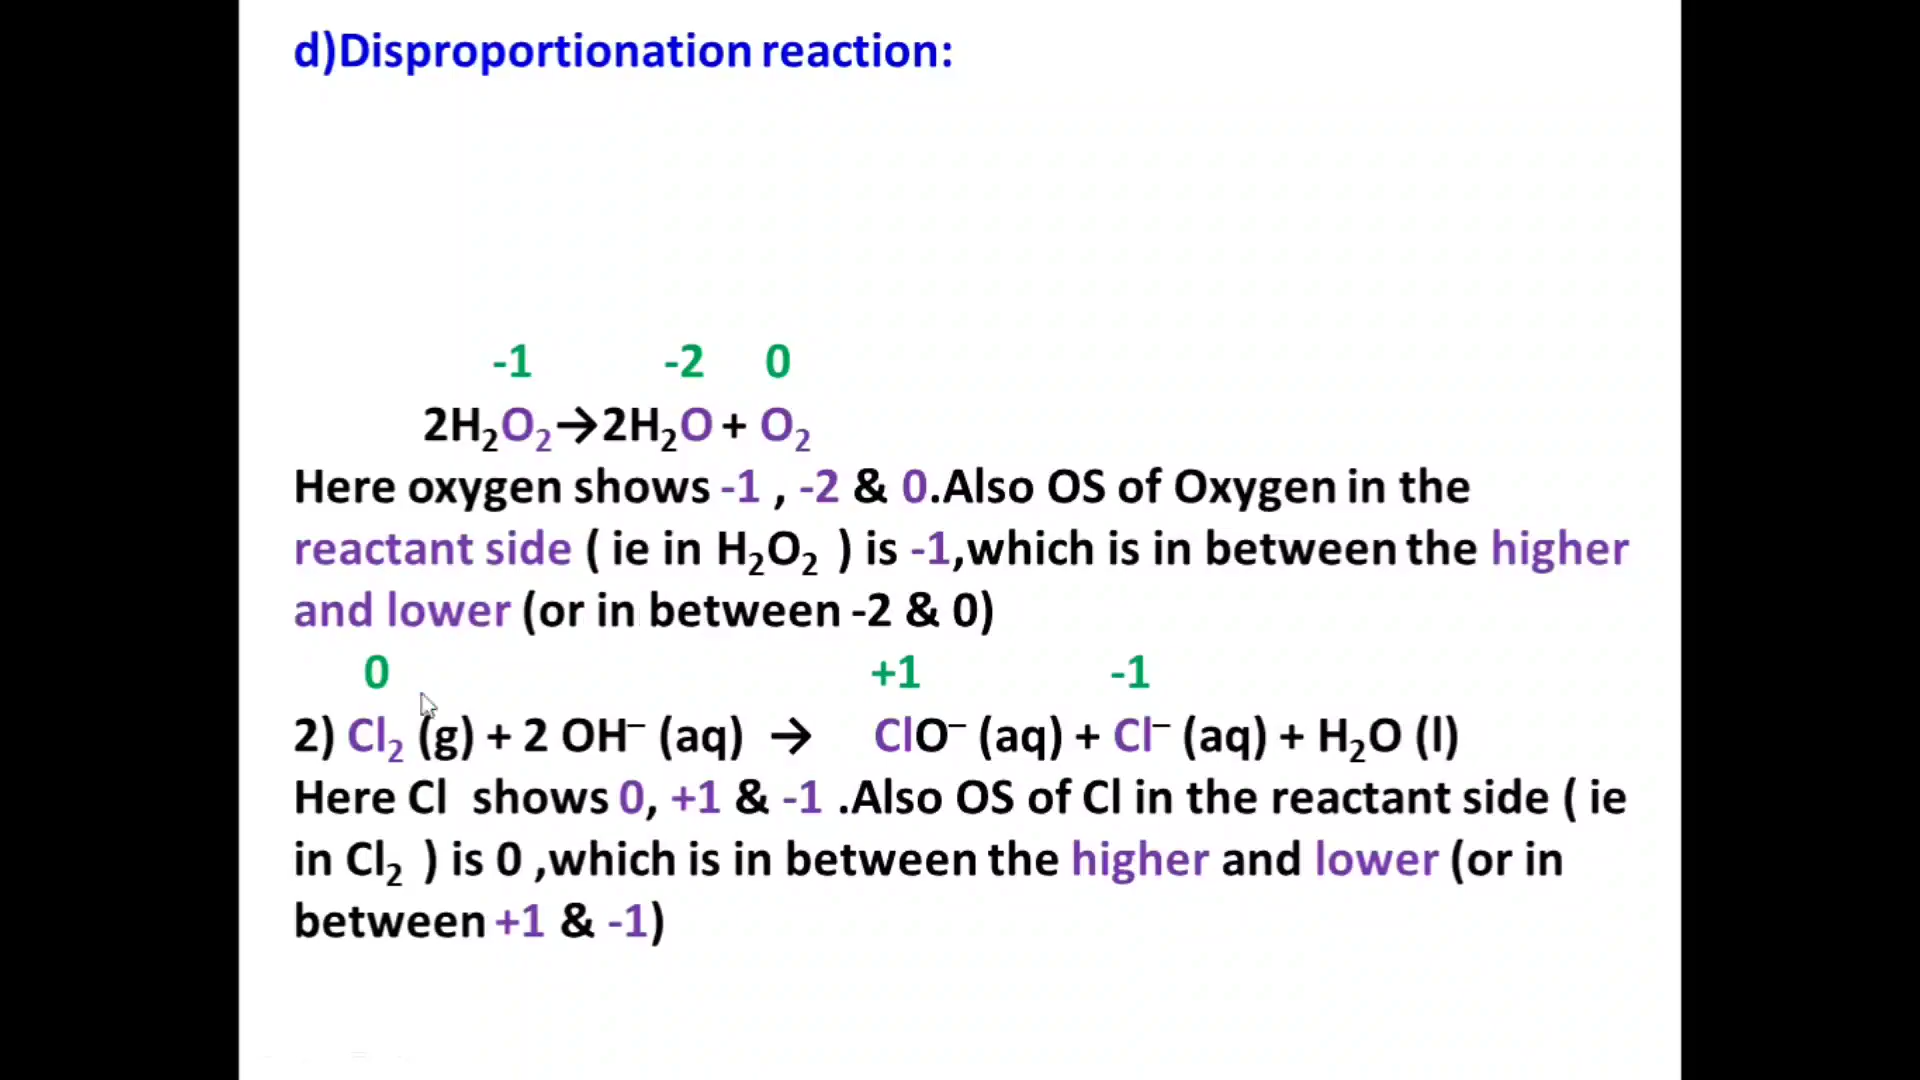 d)Disproportionation reaction:
-1 -2 0
2H₂O₂→2H₂O + O₂
Here oxygen shows -1 , -2 & 0.Also OS of Oxygen in the
reactant side ( ie in H₂O₂ ) is -1,which is in between the higher
and lower (or in between -2 & 0)
0 +1 -1
2) Cl₂ (g) + 2 OH⁻ (aq) → ClO⁻ (aq) + Cl⁻ (aq) + H₂O (l)
Here Cl shows 0, +1 & -1 .Also OS of Cl in the reactant side ( ie
in Cl₂ ) is 0 ,which is in between the higher and lower (or in
between +1 & -1)